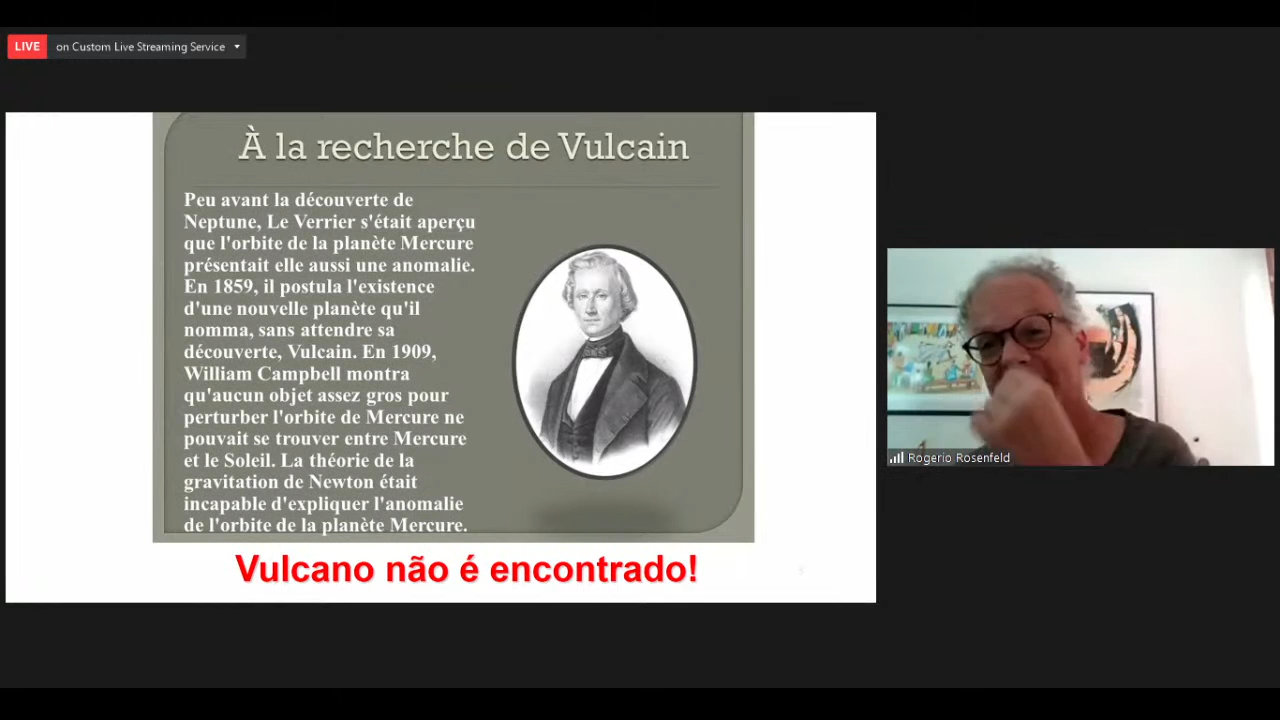 LIVE on Custom Live Streaming Service
À la recherche de Vulcain
Peu avant la découverte de
Neptune, Le Verrier s'était aperçu
que l'orbite de la planète Mercure
présentait elle aussi une anomalie.
En 1859, il postula l'existence
d'une nouvelle planète qu'il
nomma, sans attendre sa
découverte, Vulcain. En 1909,
William Campbell montra
qu'aucun objet assez gros pour
perturber l'orbite de Mercure ne
pouvait se trouver entre Mercure
et le Soleil. La théorie de la
gravitation de Newton était
incapable d'expliquer l'anomalie
de l'orbite de la planète Mercure.
Vulcano não é encontrado!
Rogerio Rosenfeld